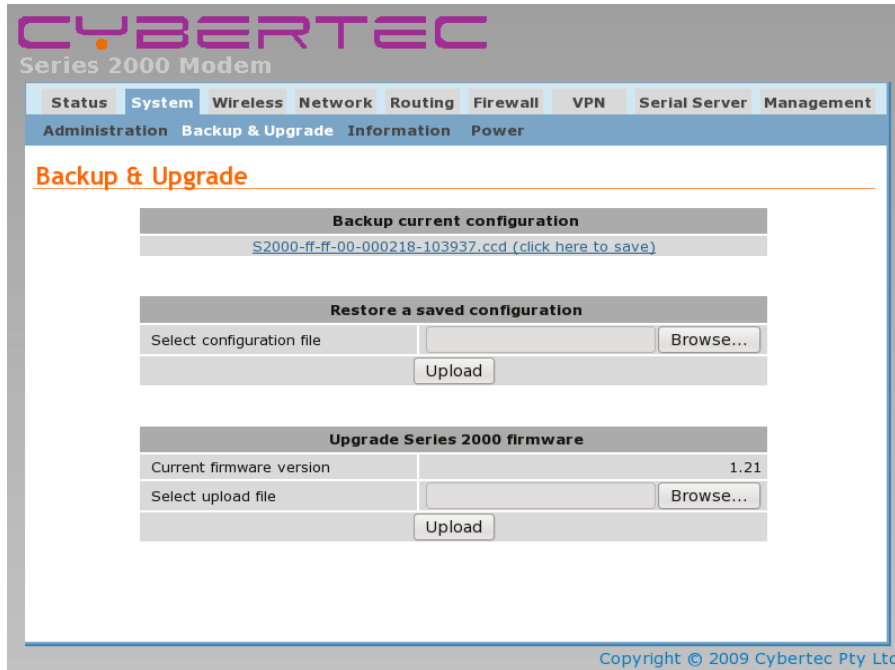 CYBERTEC
Series 2000 Modem
Status System Wireless Network Routing Firewall VPN Serial Server Management
Administration Backup & Upgrade Information Power
Backup & Upgrade
Backup current configuration
S2000-ff-ff-00-000218-103937.ccd (click here to save)
Restore a saved configuration
Select configuration file Browse...
Upload
Upgrade Series 2000 firmware
Current firmware version 1.21
Select upload file Browse...
Upload
Copyright © 2009 Cybertec Pty Ltd